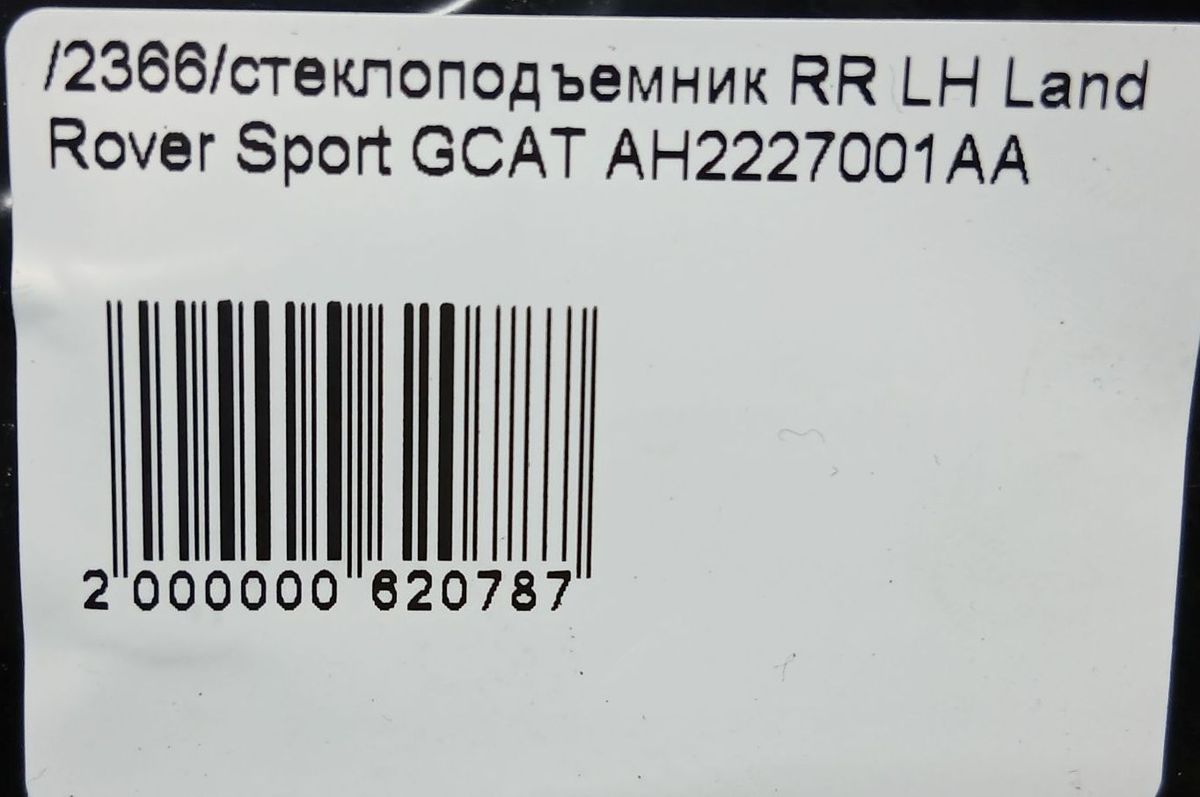 /2366/стеклоподъемник RR LH Land
Rover Sport GCAT AH2227001AA
2 000000 620787